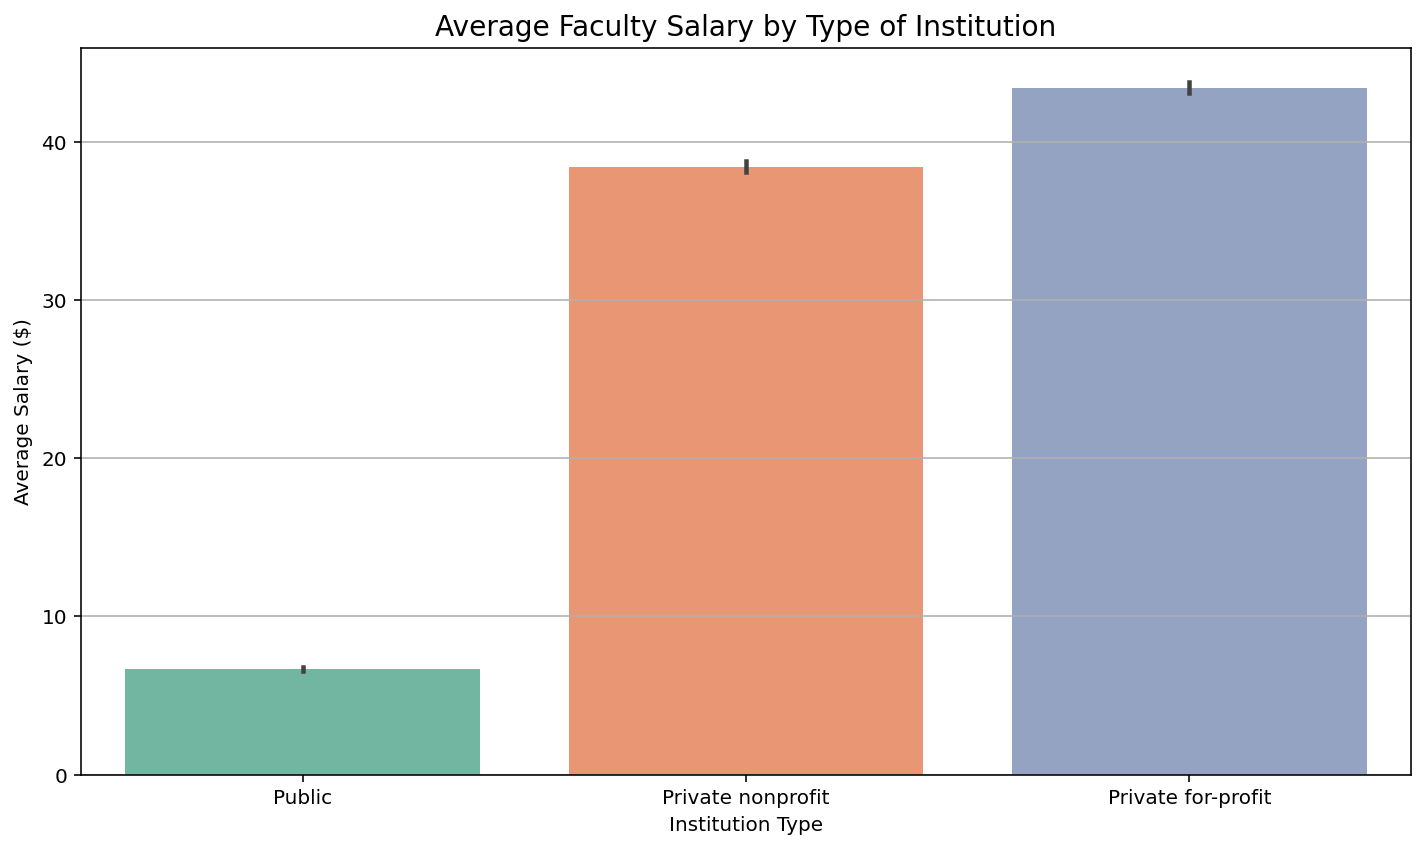 Average Faculty Salary by Type of Institution
Average Salary ($)
40
30
20
10
0
Public
Private nonprofit
Private for-profit
Institution Type